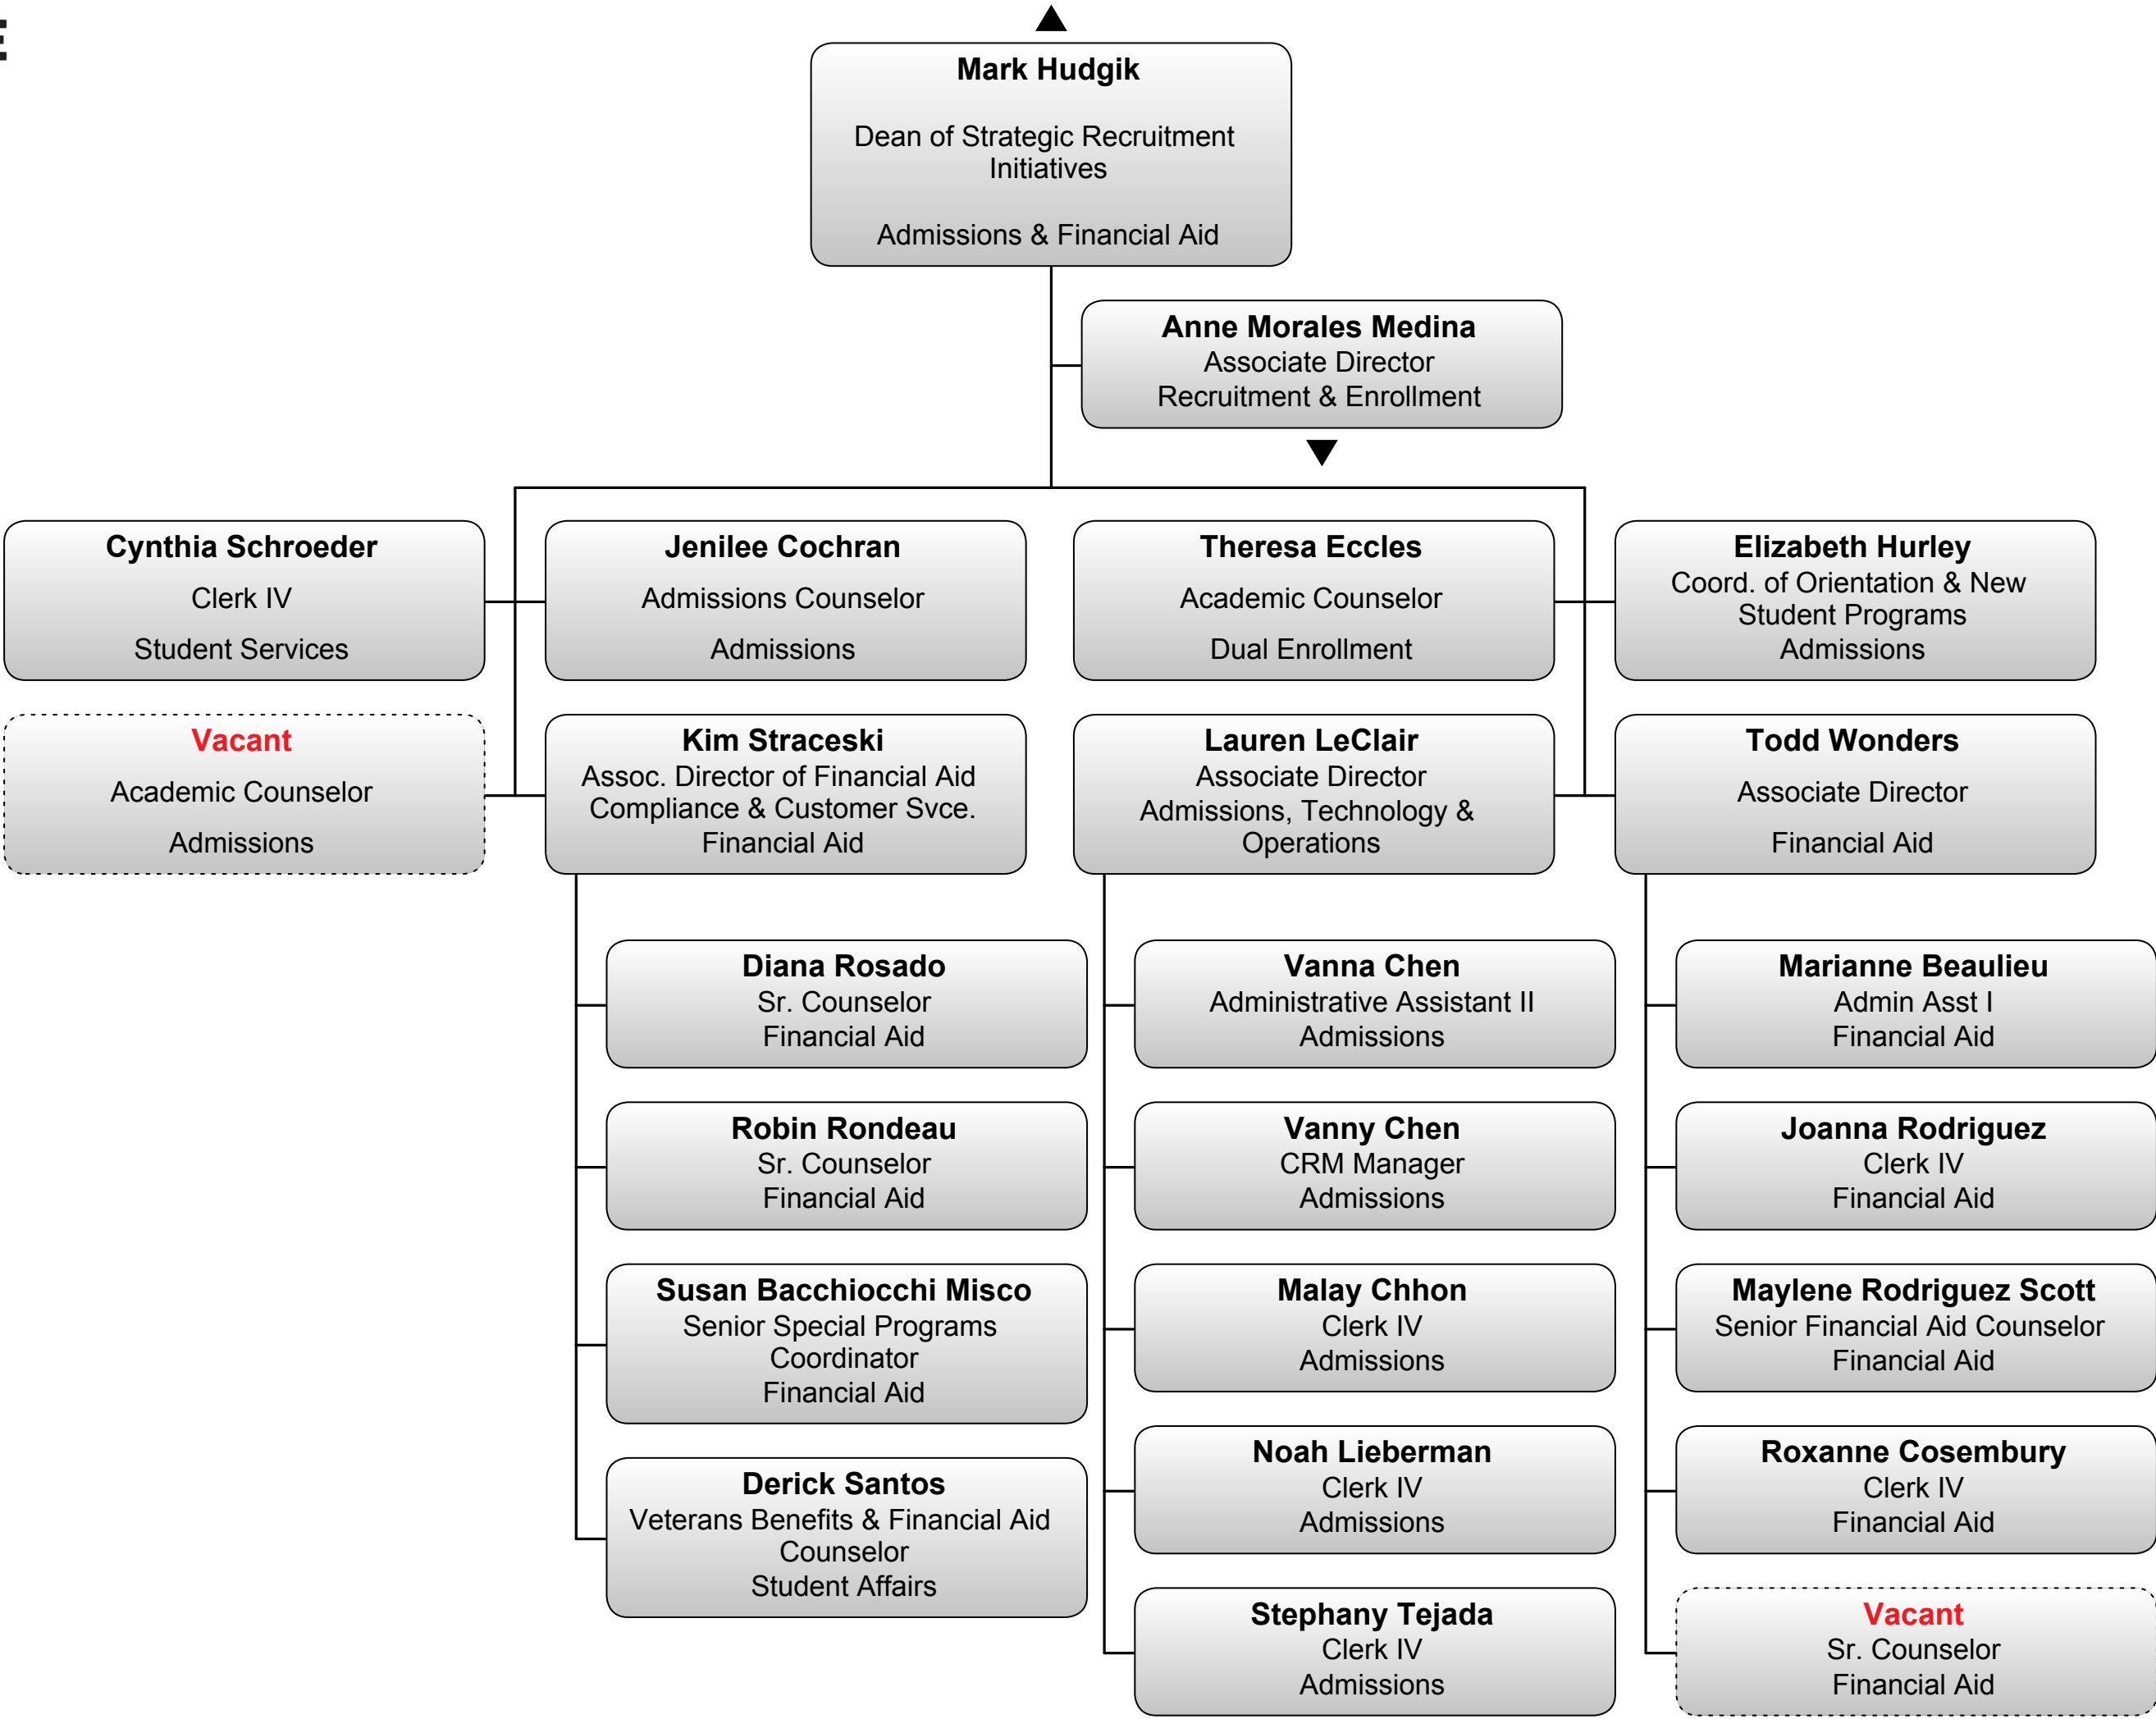 Mark Hudgik
Dean of Strategic Recruitment
Initiatives
Admissions & Financial Aid
Anne Morales Medina
Associate Director
Recruitment & Enrollment
Cynthia Schroeder
Clerk IV
Student Services
Jenilee Cochran
Admissions Counselor
Admissions
Theresa Eccles
Academic Counselor
Dual Enrollment
Elizabeth Hurley
Coord. of Orientation & New
Student Programs
Admissions
Vacant
Academic Counselor
Admissions
Kim Straceski
Assoc. Director of Financial Aid
Compliance & Customer Svce.
Financial Aid
Lauren LeClair
Associate Director
Admissions, Technology &
Operations
Todd Wonders
Associate Director
Financial Aid
Diana Rosado
Sr. Counselor
Financial Aid
Robin Rondeau
Sr. Counselor
Financial Aid
Susan Bacchiocchi Misco
Senior Special Programs
Coordinator
Financial Aid
Derick Santos
Veterans Benefits & Financial Aid
Counselor
Student Affairs
Vanna Chen
Administrative Assistant II
Admissions
Vanny Chen
CRM Manager
Admissions
Malay Chhon
Clerk IV
Admissions
Noah Lieberman
Clerk IV
Admissions
Stephany Tejada
Clerk IV
Admissions
Marianne Beaulieu
Admin Asst I
Financial Aid
Joanna Rodriguez
Clerk IV
Financial Aid
Maylene Rodriguez Scott
Senior Financial Aid Counselor
Financial Aid
Roxanne Cosembury
Clerk IV
Financial Aid
Vacant
Sr. Counselor
Financial Aid